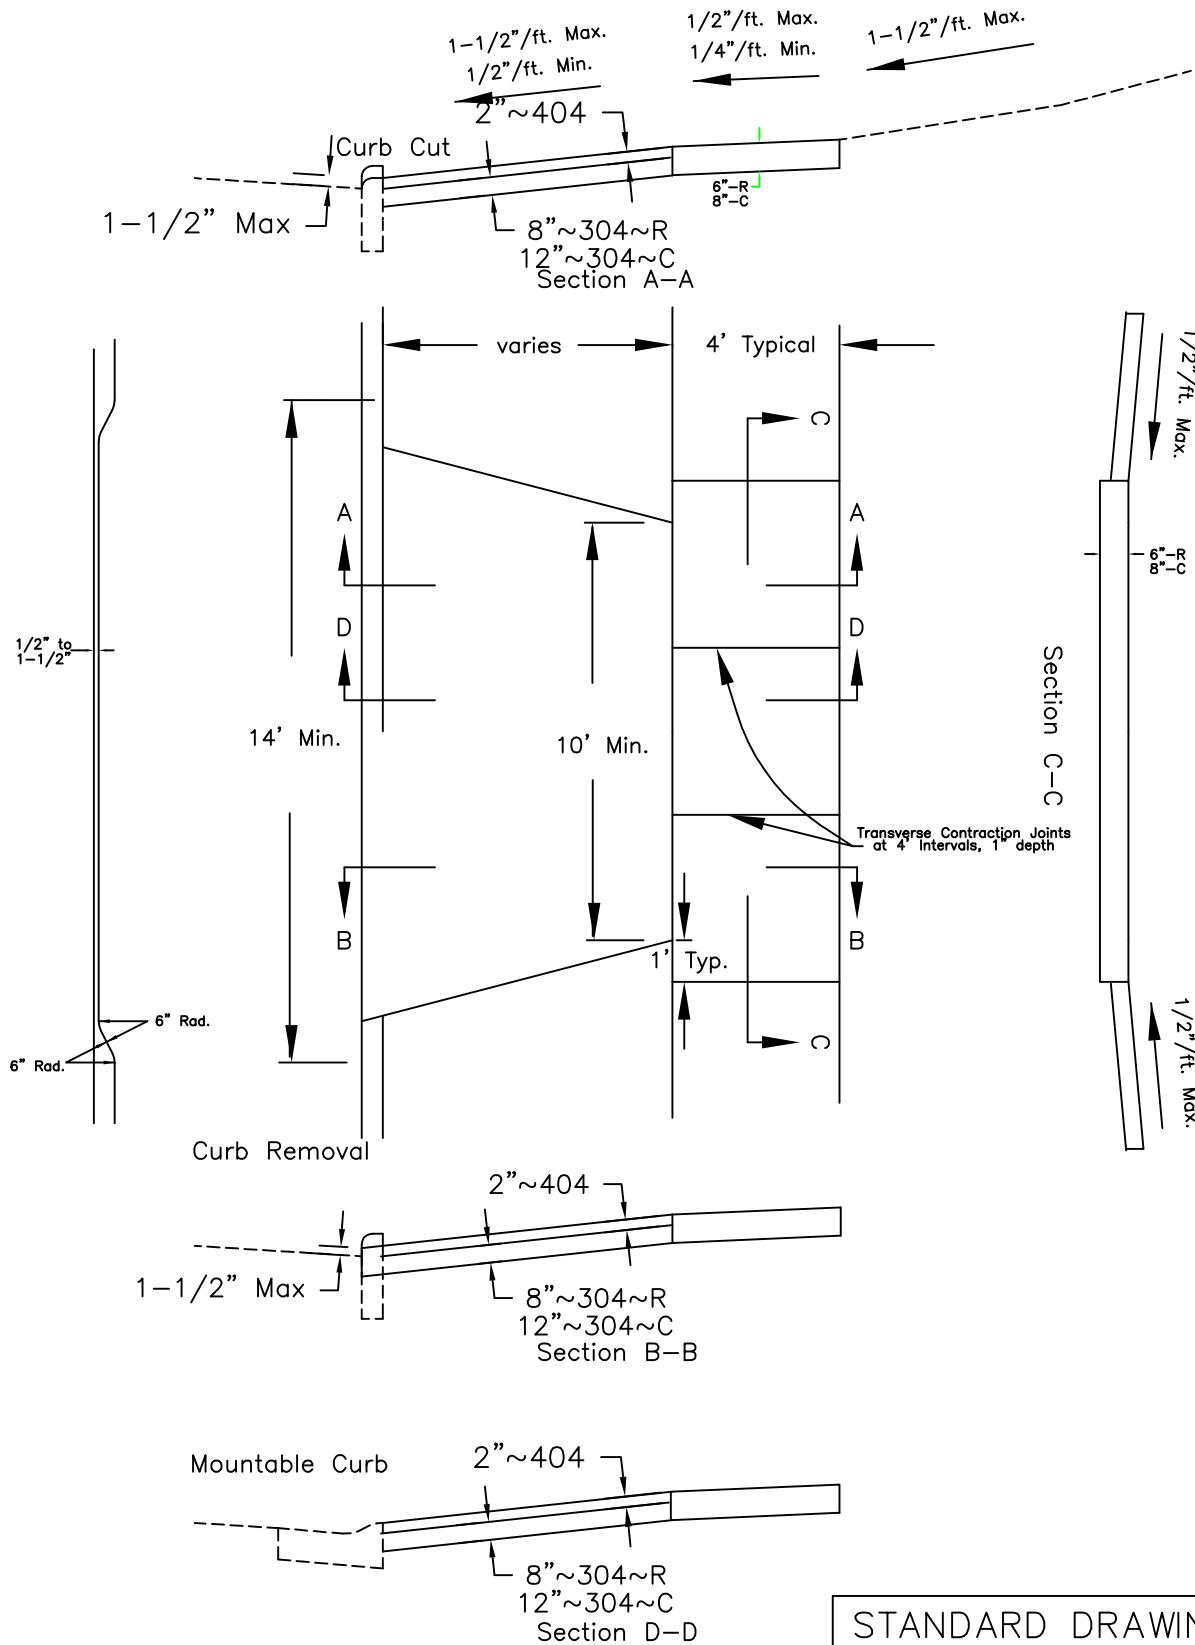 1-1/2"/ft. Max.
1/2"/ft. Min.
1/2"/ft. Max.
1/4"/ft. Min.
1-1/2"/ft. Max.
2"~404
Curb Cut
1-1/2" Max
6"-R
8"-C
8"~304~R
12"~304~C
Section A-A
varies
4' Typical
1/2"/ft. Max.
C
A
A
6"-R
8"-C
D
D
1/2" to
1-1/2"
Section C-C
14' Min.
10' Min.
Transverse Contraction Joints
at 4' Intervals, 1" depth
B
B
1' Typ.
6" Rad.
6" Rad.
C
1/2"/ft. Max.
Curb Removal
2"~404
1-1/2" Max
8"~304~R
12"~304~C
Section B-B
Mountable Curb
2"~404
8"~304~R
12"~304~C
Section D-D
STANDARD DRAWIN